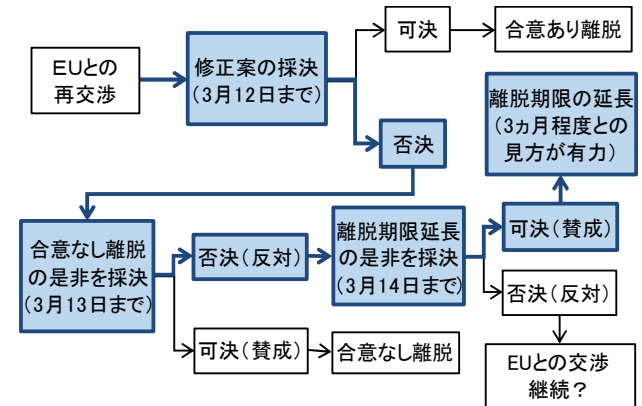 EUとの
再交渉
修正案の採決
(3月12日まで)
可決
合意あり離脱
否決
離脱期限の延長
(3ヵ月程度との
見方が有力)
合意なし離脱
の是非を採決
(3月13日まで)
否決(反対)
離脱期限延長
の是非を採決
(3月14日まで)
可決(賛成)
否決(反対)
可決(賛成)
合意なし離脱
EUとの交渉
継続?